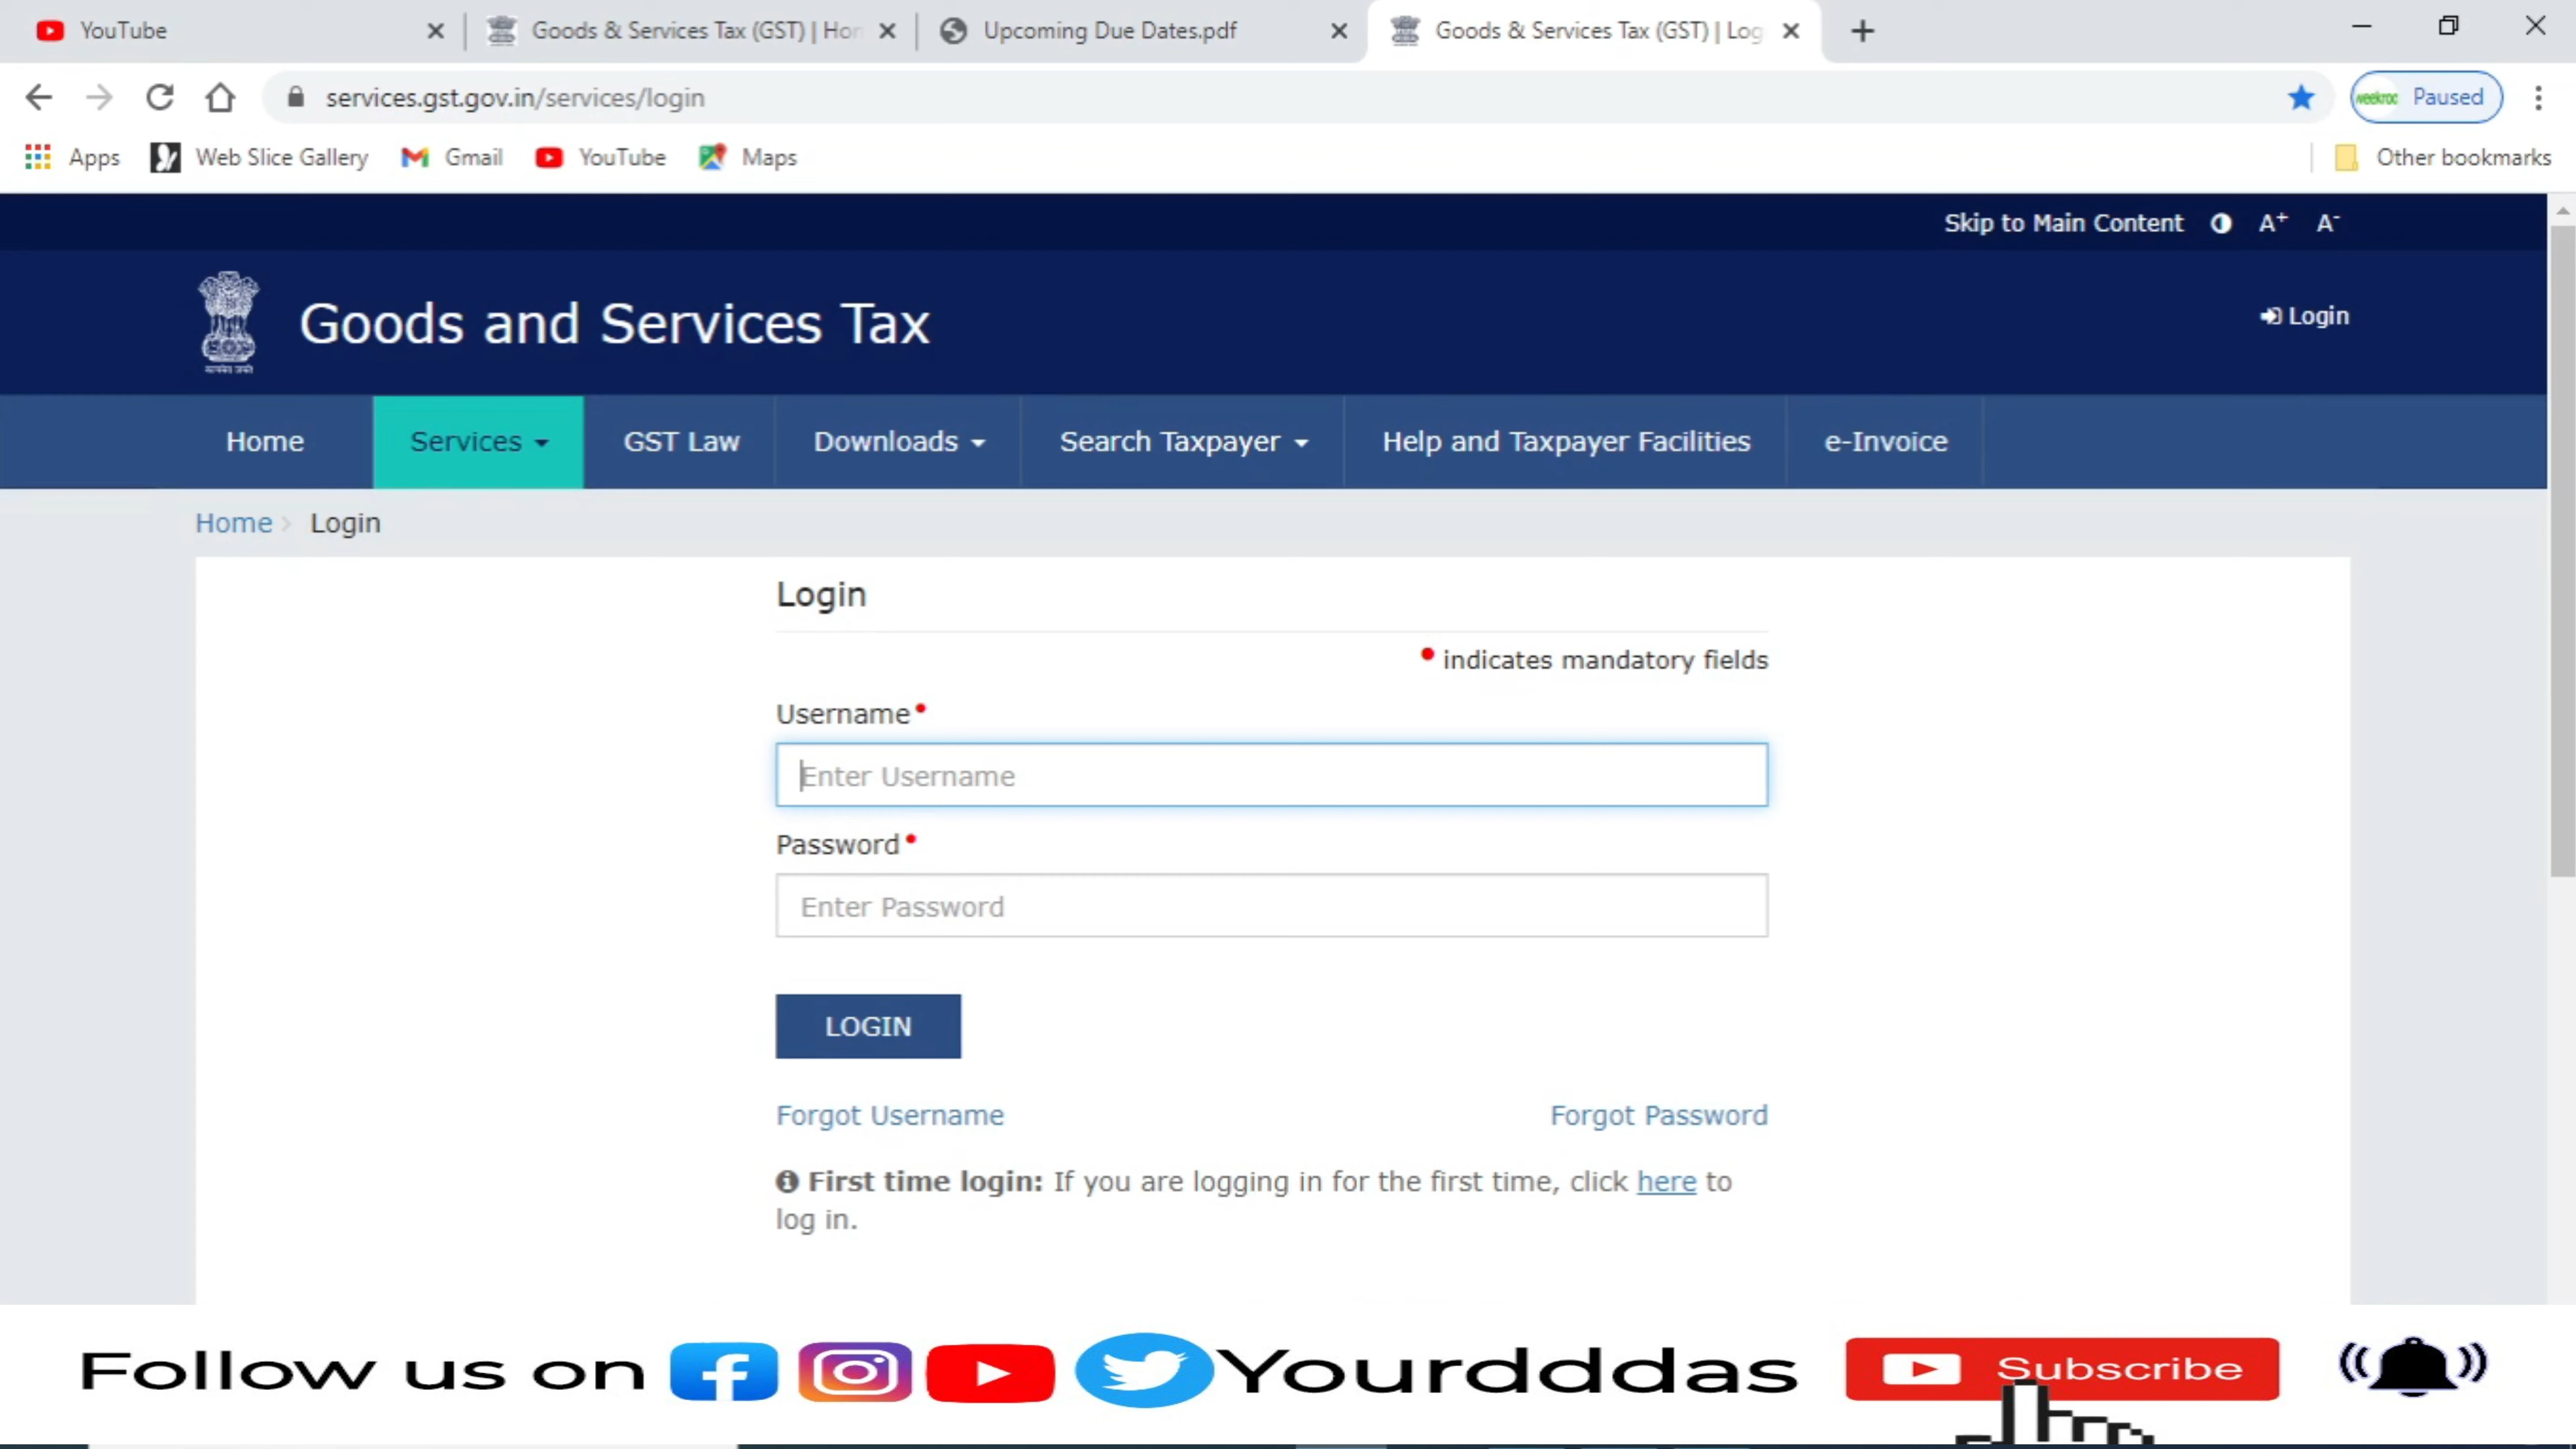 YouTube
Goods & Services Tax (GST) | Hor
Upcoming Due Dates.pdf
Goods & Services Tax (GST) | Log
services.gst.gov.in/services/login
Paused
Apps
Web Slice Gallery
Gmail
YouTube
Maps
Other bookmarks
Skip to Main Content A+ A-
Goods and Services Tax
Login
Home
Services
GST Law
Downloads
Search Taxpayer
Help and Taxpayer Facilities
e-Invoice
Home > Login
Login
• indicates mandatory fields
Username•
Enter Username
Password•
Enter Password
LOGIN
Forgot Username
Forgot Password
First time login: If you are logging in for the first time, click here to
log in.
Follow us on Yourdddas Subscribe